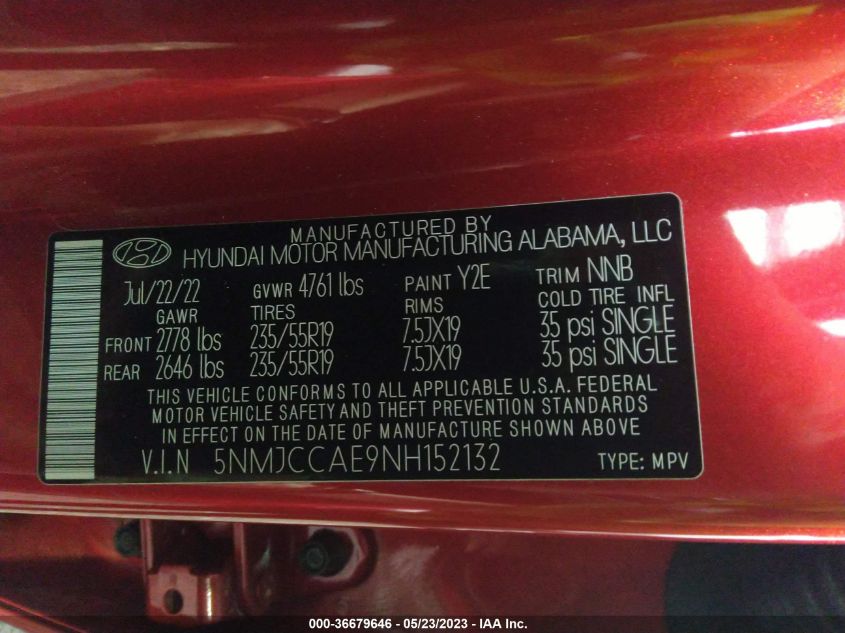 MANUFACTURED BY
HYUNDAI MOTOR MANUFACTURING ALABAMA, LLC
Jul/22/22 GVWR 4761 lbs PAINT Y2E TRIM NNB
GAWR TIRES RIMS COLD TIRE INFL
FRONT 2778 lbs 235/55R19 7.5JX19 35 psi SINGLE
REAR 2646 lbs 235/55R19 7.5JX19 35 psi SINGLE
THIS VEHICLE CONFORMS TO ALL APPLICABLE U.S.A. FEDERAL
MOTOR VEHICLE SAFETY AND THEFT PREVENTION STANDARDS
IN EFFECT ON THE DATE OF MANUFACTURE SHOWN ABOVE
V.I.N 5NMJCCAE9NH152132 TYPE: MPV
000-36679646 / 05/23/2023 - IAA Inc.